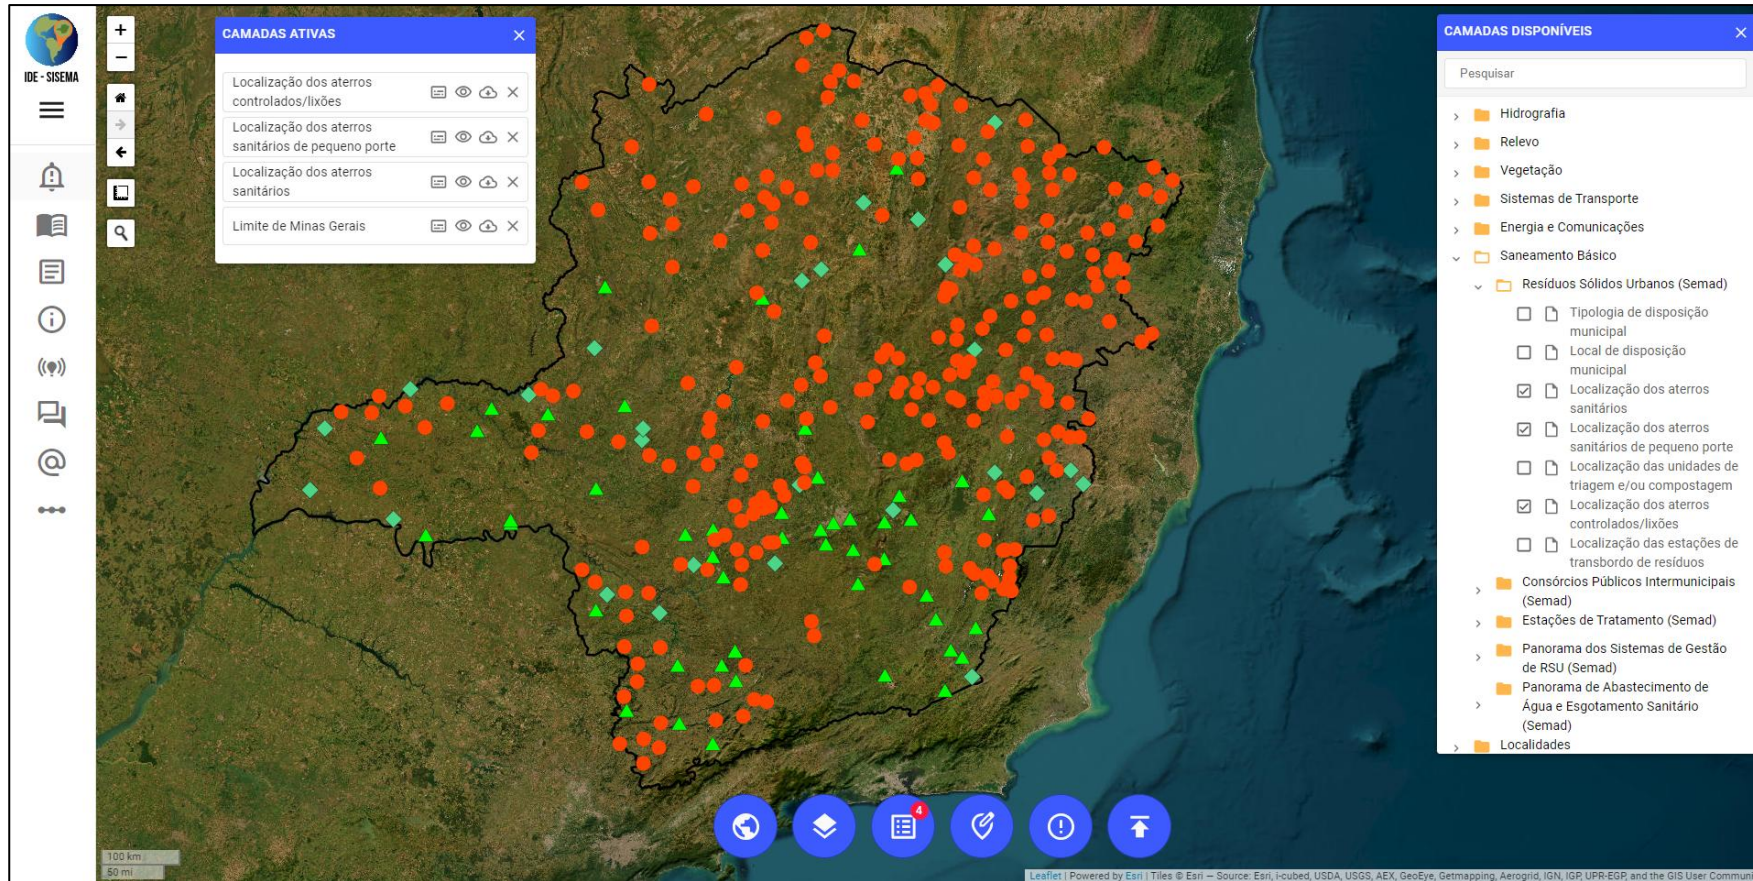 IDE - SISEMA
+
−
CAMADAS ATIVAS
Localização dos aterros
controlados/lixões
Localização dos aterros
sanitários de pequeno porte
Localização dos aterros
sanitários
Limite de Minas Gerais
CAMADAS DISPONÍVEIS
Pesquisar
Hidrografia
Relevo
Vegetação
Sistemas de Transporte
Energia e Comunicações
Saneamento Básico
Resíduos Sólidos Urbanos (Semad)
Tipologia de disposição
municipal
Local de disposição
municipal
Localização dos aterros
sanitários
Localização dos aterros
sanitários de pequeno porte
Localização das unidades de
triagem e/ou compostagem
Localização dos aterros
controlados/lixões
Localização das estações de
transbordo de resíduos
Consórcios Públicos Intermunicipais
(Semad)
Estações de Tratamento (Semad)
Panorama dos Sistemas de Gestão
de RSU (Semad)
Panorama de Abastecimento de
Água e Esgotamento Sanitário
(Semad)
Localidades
4
100 km
50 mi
Leaflet | Powered by Esri | Tiles © Esri — Source: Esri, i-cubed, USDA, USGS, AEX, GeoEye, Getmapping, Aerogrid, IGN, IGP, UPR-EGP, and the GIS User Commun